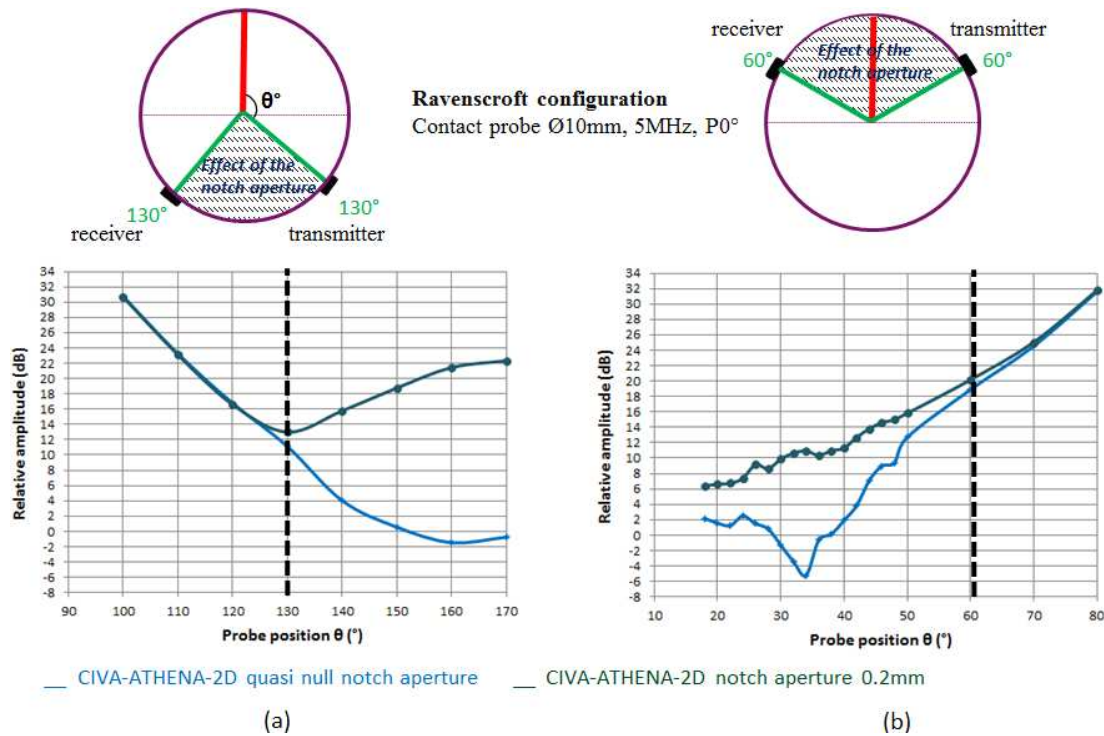 receiver
transmitter
60°
60°
Effect of the
notch aperture
θ°
Ravenscroft configuration
Contact probe Ø10mm, 5MHz, P0°
Effect of the
notch aperture
130°
130°
receiver
transmitter
Relative amplitude (dB)
34
32
30
28
26
24
22
20
18
16
14
12
10
8
6
4
2
0
-2
-4
-6
-8
90 100 110 120 130 140 150 160 170
Probe position θ (°)
Relative amplitude (dB)
34
32
30
28
26
24
22
20
18
16
14
12
10
8
6
4
2
0
-2
-4
-6
-8
10 20 30 40 50 60 70 80
Probe position θ (°)
CIVA-ATHENA-2D quasi null notch aperture
CIVA-ATHENA-2D notch aperture 0.2mm
(a)
(b)